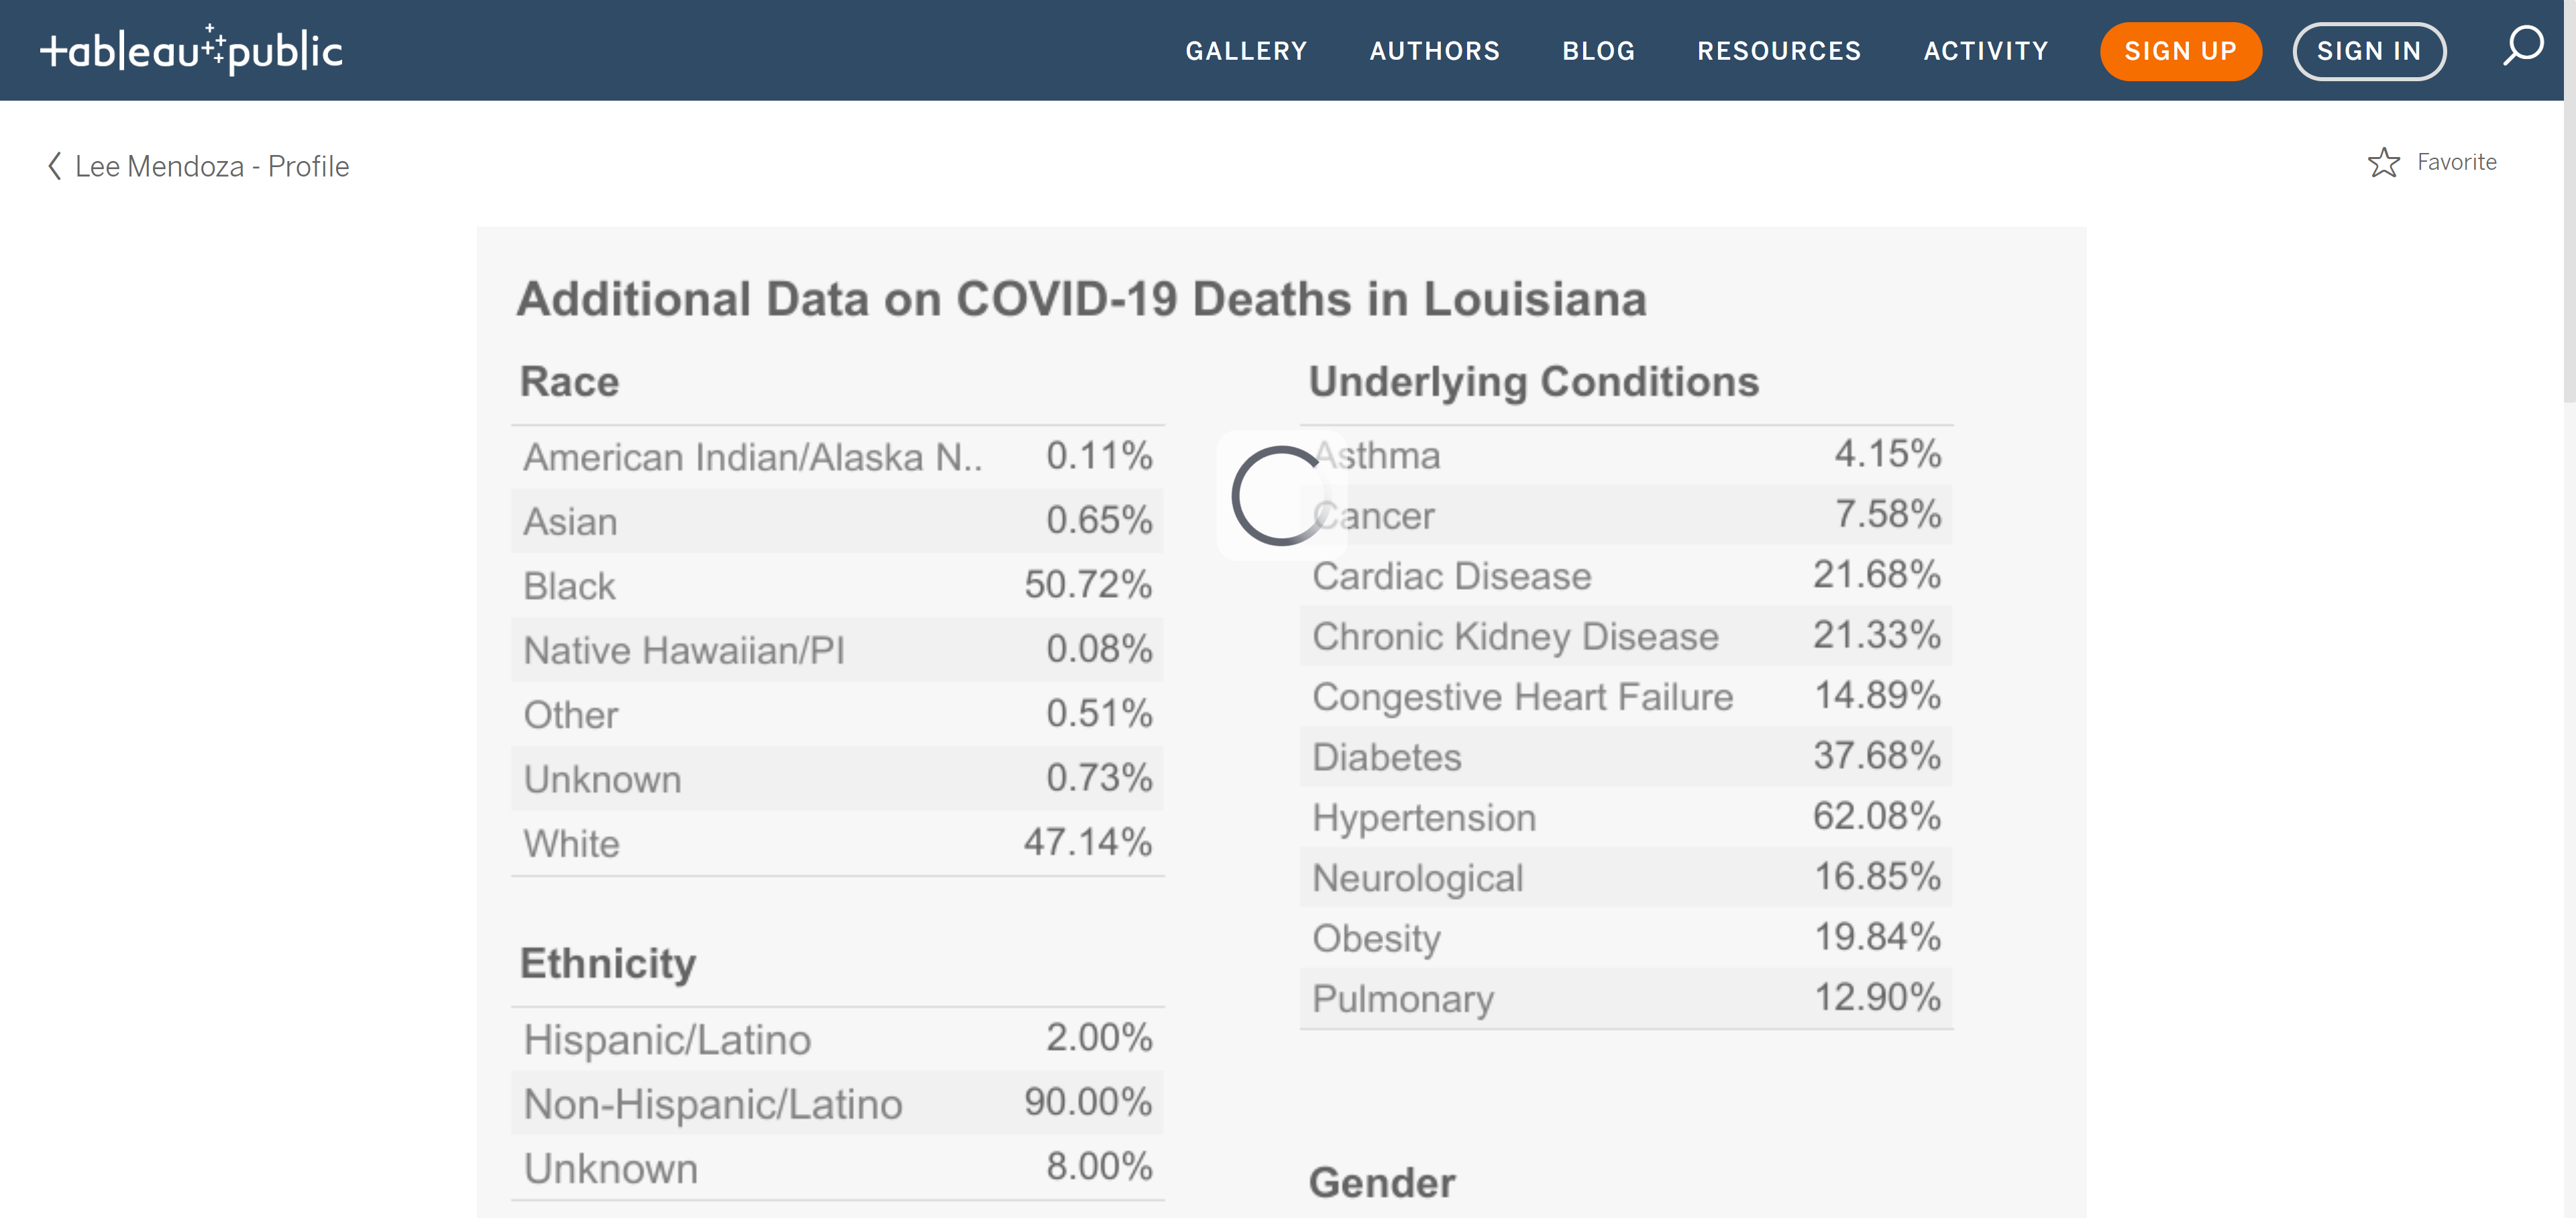 tableau public
GALLERY AUTHORS BLOG RESOURCES ACTIVITY SIGN UP SIGN IN
Lee Mendoza - Profile
Favorite
Additional Data on COVID-19 Deaths in Louisiana
Race
American Indian/Alaska N.. 0.11%
Asian 0.65%
Black 50.72%
Native Hawaiian/PI 0.08%
Other 0.51%
Unknown 0.73%
White 47.14%
Ethnicity
Hispanic/Latino 2.00%
Non-Hispanic/Latino 90.00%
Unknown 8.00%
Underlying Conditions
Asthma 4.15%
Cancer 7.58%
Cardiac Disease 21.68%
Chronic Kidney Disease 21.33%
Congestive Heart Failure 14.89%
Diabetes 37.68%
Hypertension 62.08%
Neurological 16.85%
Obesity 19.84%
Pulmonary 12.90%
Gender